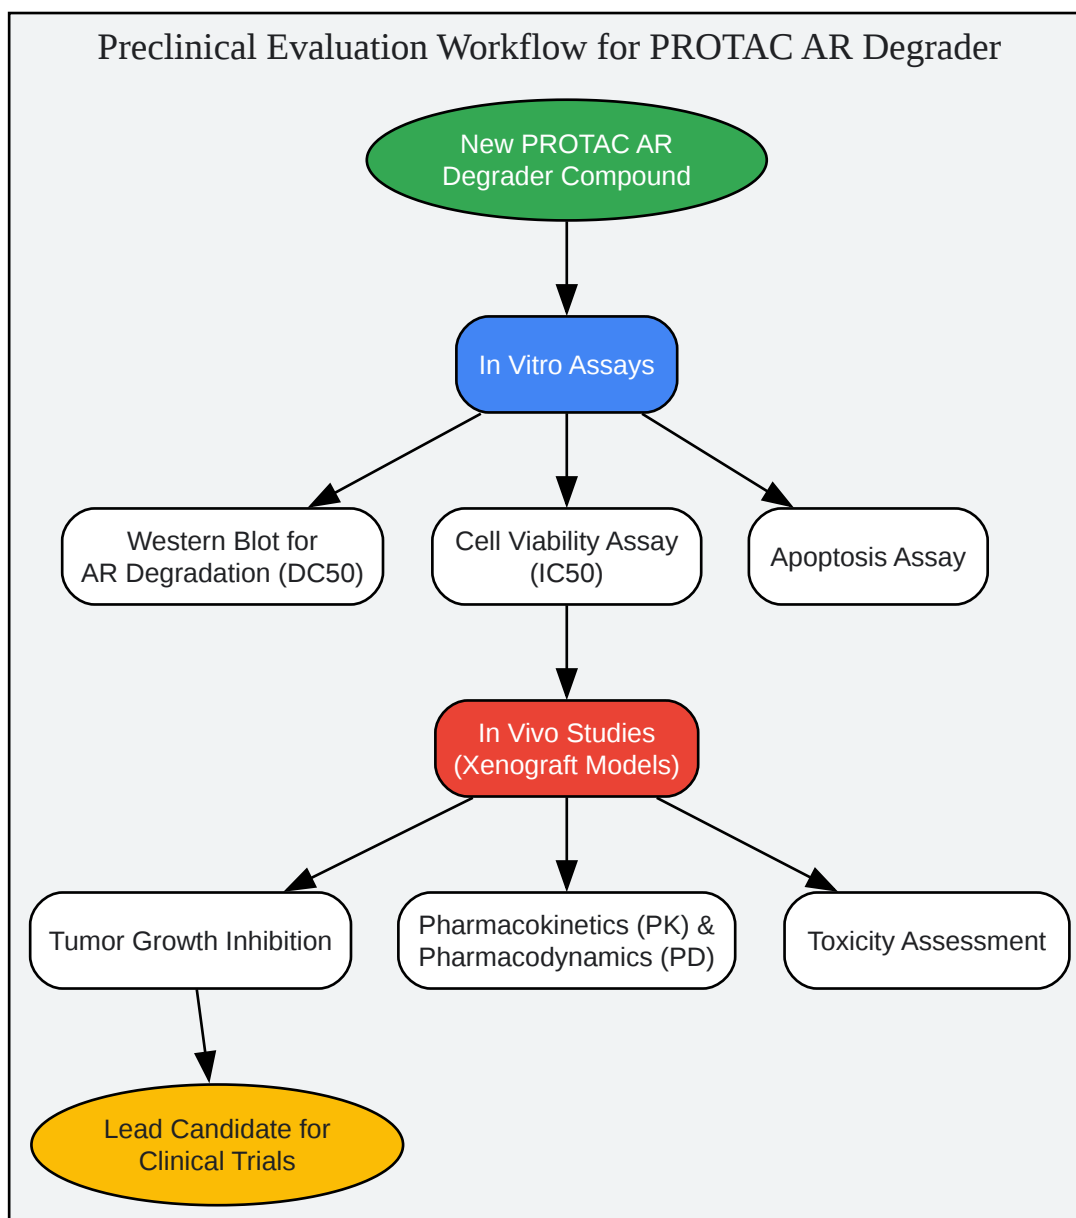 Preclinical Evaluation Workflow for PROTAC AR Degrader
New PROTAC AR
Degrader Compound
In Vitro Assays
Western Blot for
AR Degradation (DC50)
Cell Viability Assay
(IC50)
Apoptosis Assay
In Vivo Studies
(Xenograft Models)
Tumor Growth Inhibition
Pharmacokinetics (PK) &
Pharmacodynamics (PD)
Toxicity Assessment
Lead Candidate for
Clinical Trials